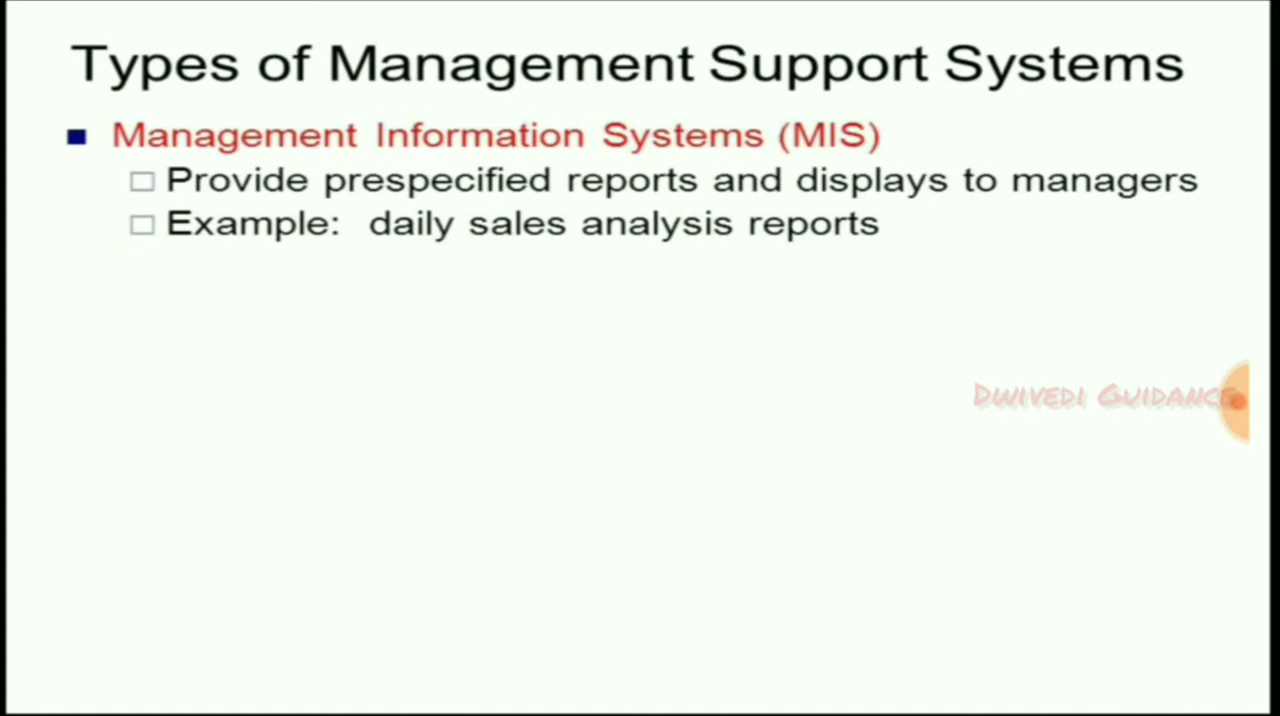 Types of Management Support Systems
Management Information Systems (MIS)
Provide prespecified reports and displays to managers
Example: daily sales analysis reports
Dwivedi Guidance